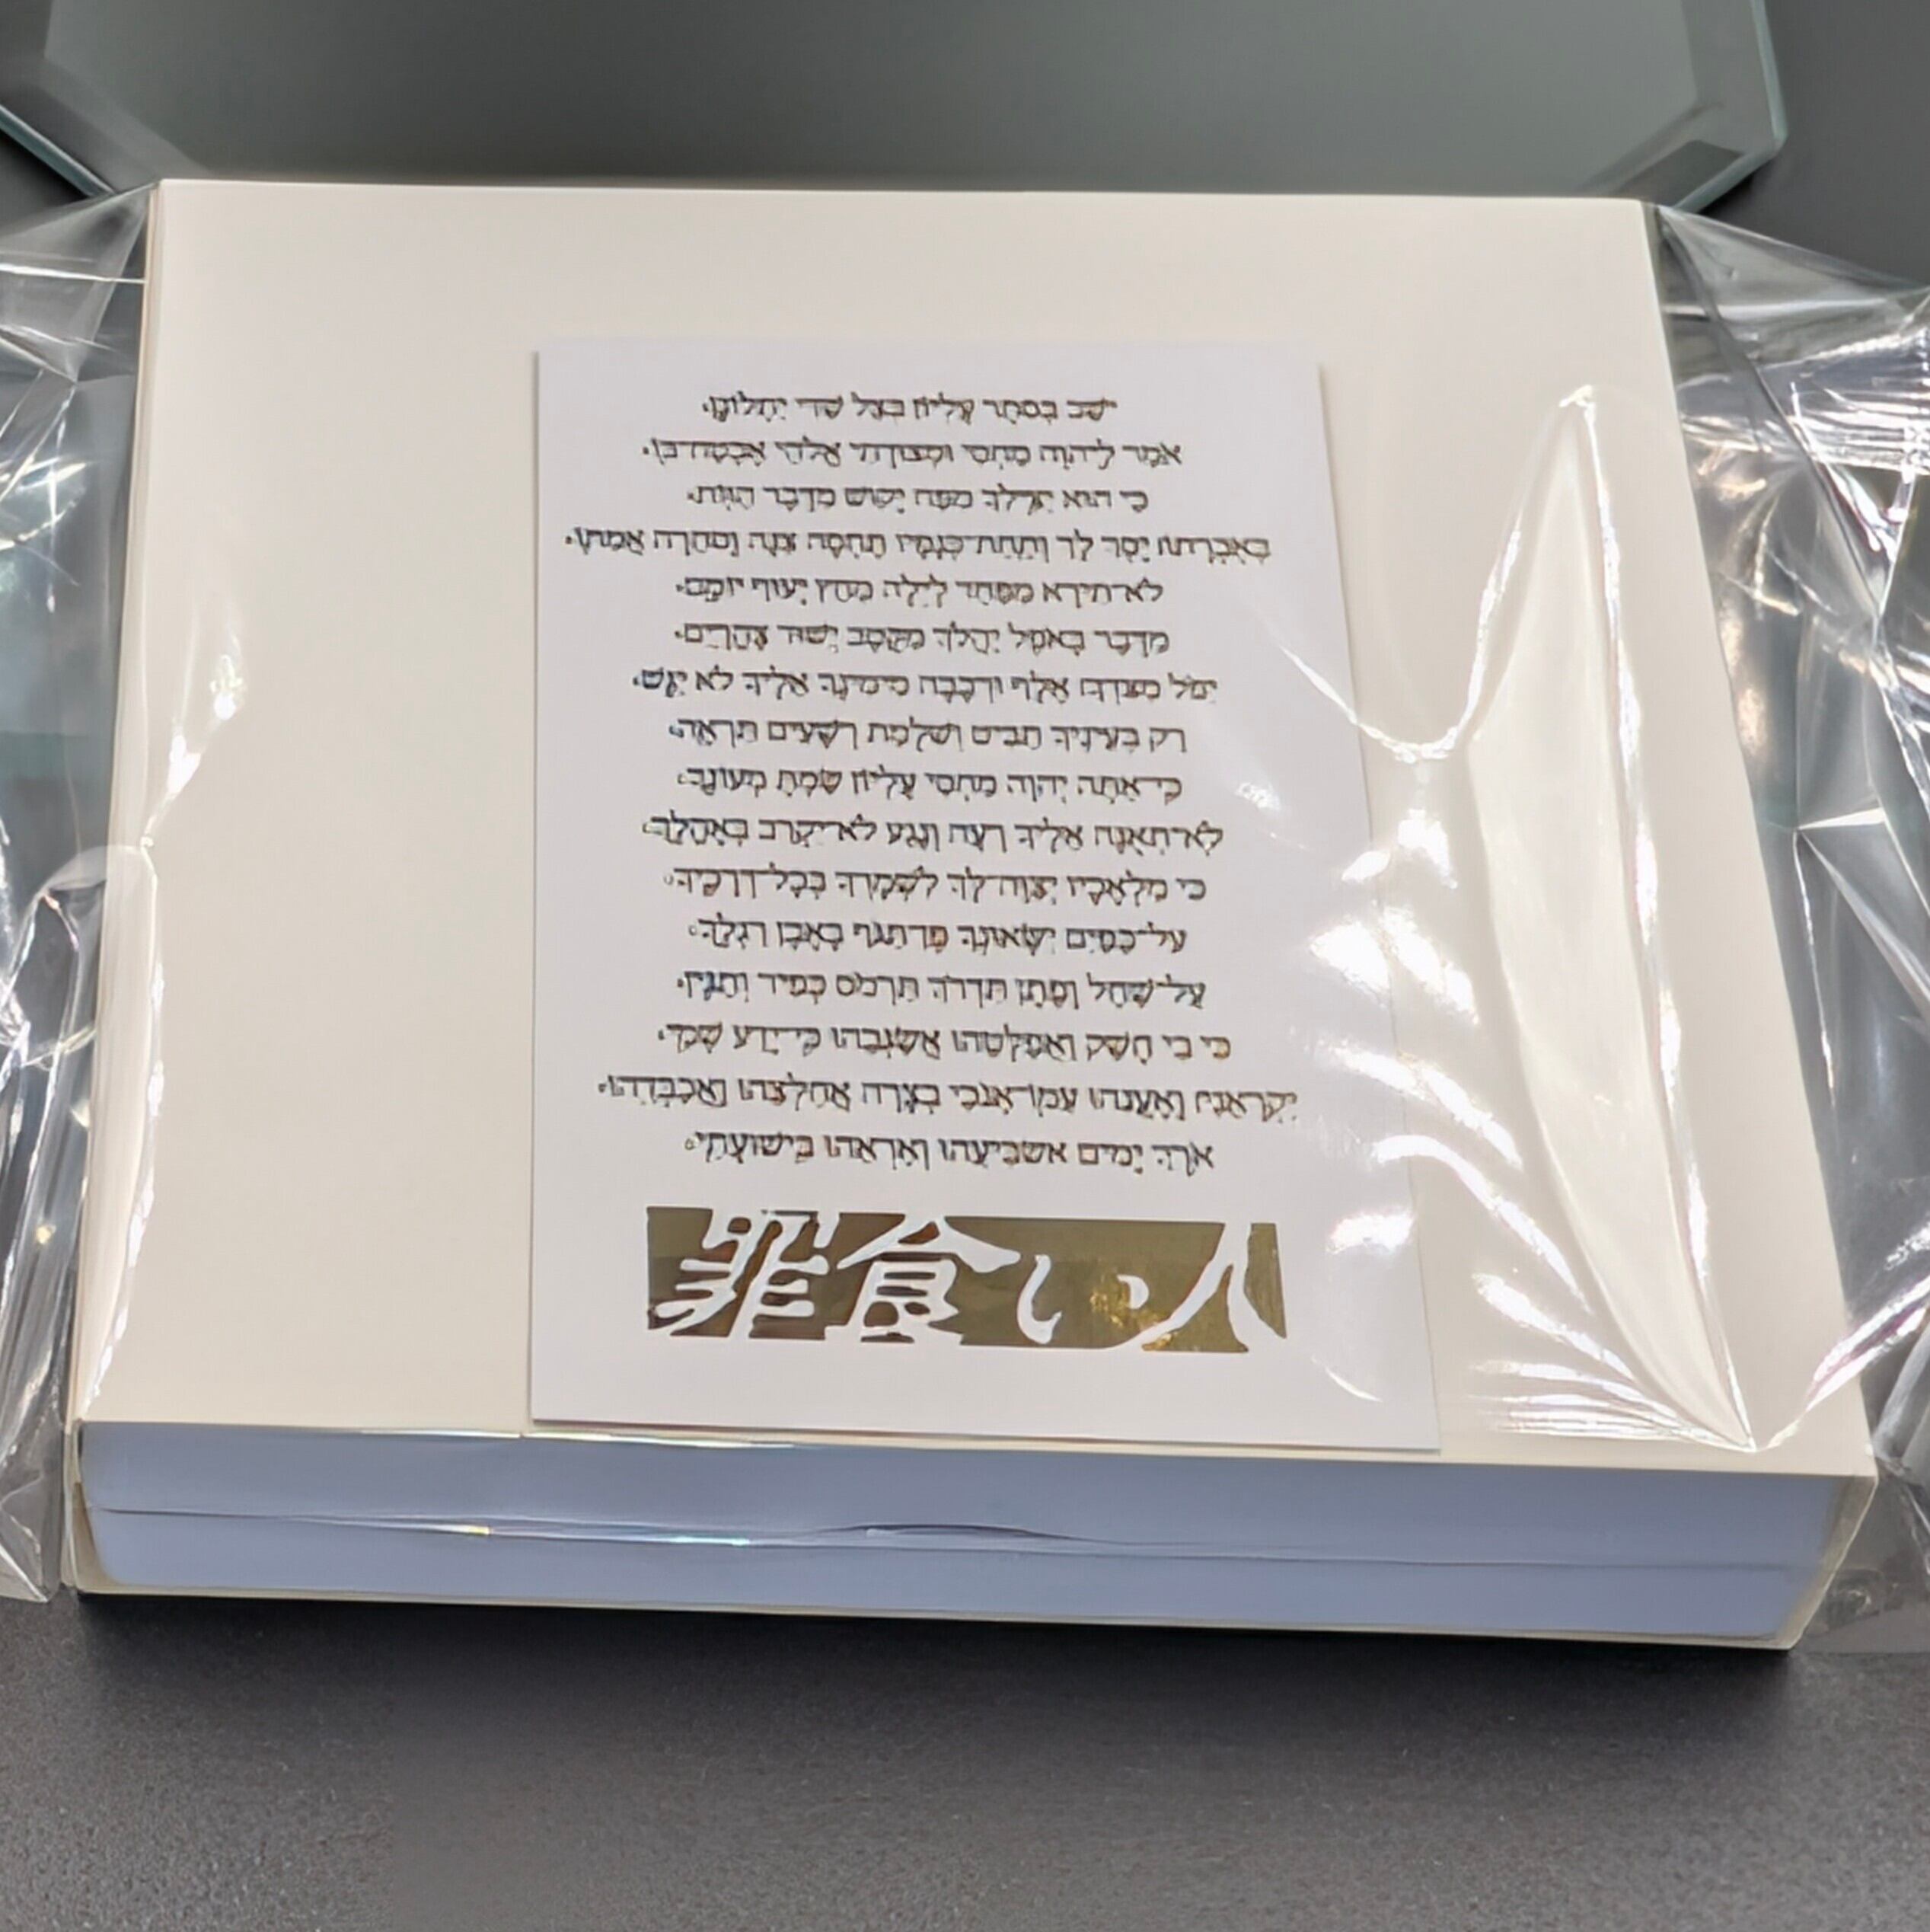 ישב בסתר עליון בצל שדי יתלונן.
אמר ליהוה מחסי ומצודתי אלהי אבטח־בו.
כי הוא יצילך מפח יקוש מדבר הוות.
באברתו יסך לך ותחת־כנפיו תחסה צנה וסחרה אמתו.
לא־תירא מפחד לילה מחץ יעוף יומם.
מדבר באפל יהלך מקטב ישוד צהרים.
יפל מצדך אלף ורבבה מימינך אליך לא יגש.
רק בעיניך תביט ושלמת רשעים תראה.
כי־אתה יהוה מחסי עליון שמת מעונך.
לא־תאנה אליך רעה ונגע לא־יקרב באהלך.
כי מלאכיו יצוה־לך לשמרך בכל־דרכיך.
על־כפים ישאונך פן־תגף באבן רגלך.
על־שחל ופתן תדרך תרמס כפיר ותנין.
כי בי חשק ואפלטהו אשגבהו כי־ידע שמי.
יקראני ואענהו עמו־אנכי בצרה אחלצהו ואכבדהו.
ארך ימים אשביעהו ואראהו בישועתי.
罪食い人